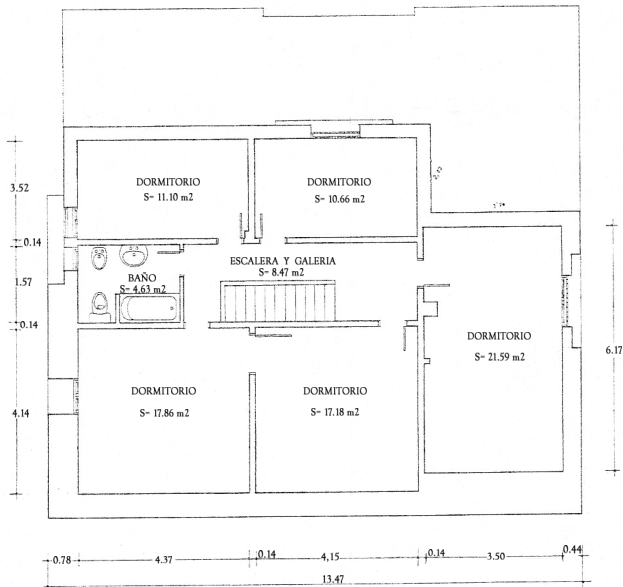 DORMITORIO
S= 11.10 m2
DORMITORIO
S= 10.66 m2
3.52
0.14
ESCALERA Y GALERIA
S= 8.47 m2
BAÑO
S= 4,63 m2
1.57
0.14
DORMITORIO
S= 21.59 m2
6.17
DORMITORIO
S= 17.86 m2
DORMITORIO
S= 17.18 m2
4.14
0.78
4.37
0.14
4,15
0.14
3.50
0.44
13.47